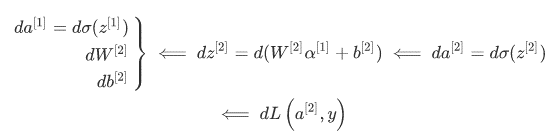 da^{[1]} = dσ(z^{[1]})
dW^{[2]}
db^{[2]}
} ⟸ dz^{[2]} = d(W^{[2]}α^{[1]} + b^{[2]}) ⟸ da^{[2]} = dσ(z^{[2]})
⟸ dL(a^{[2]}, y)